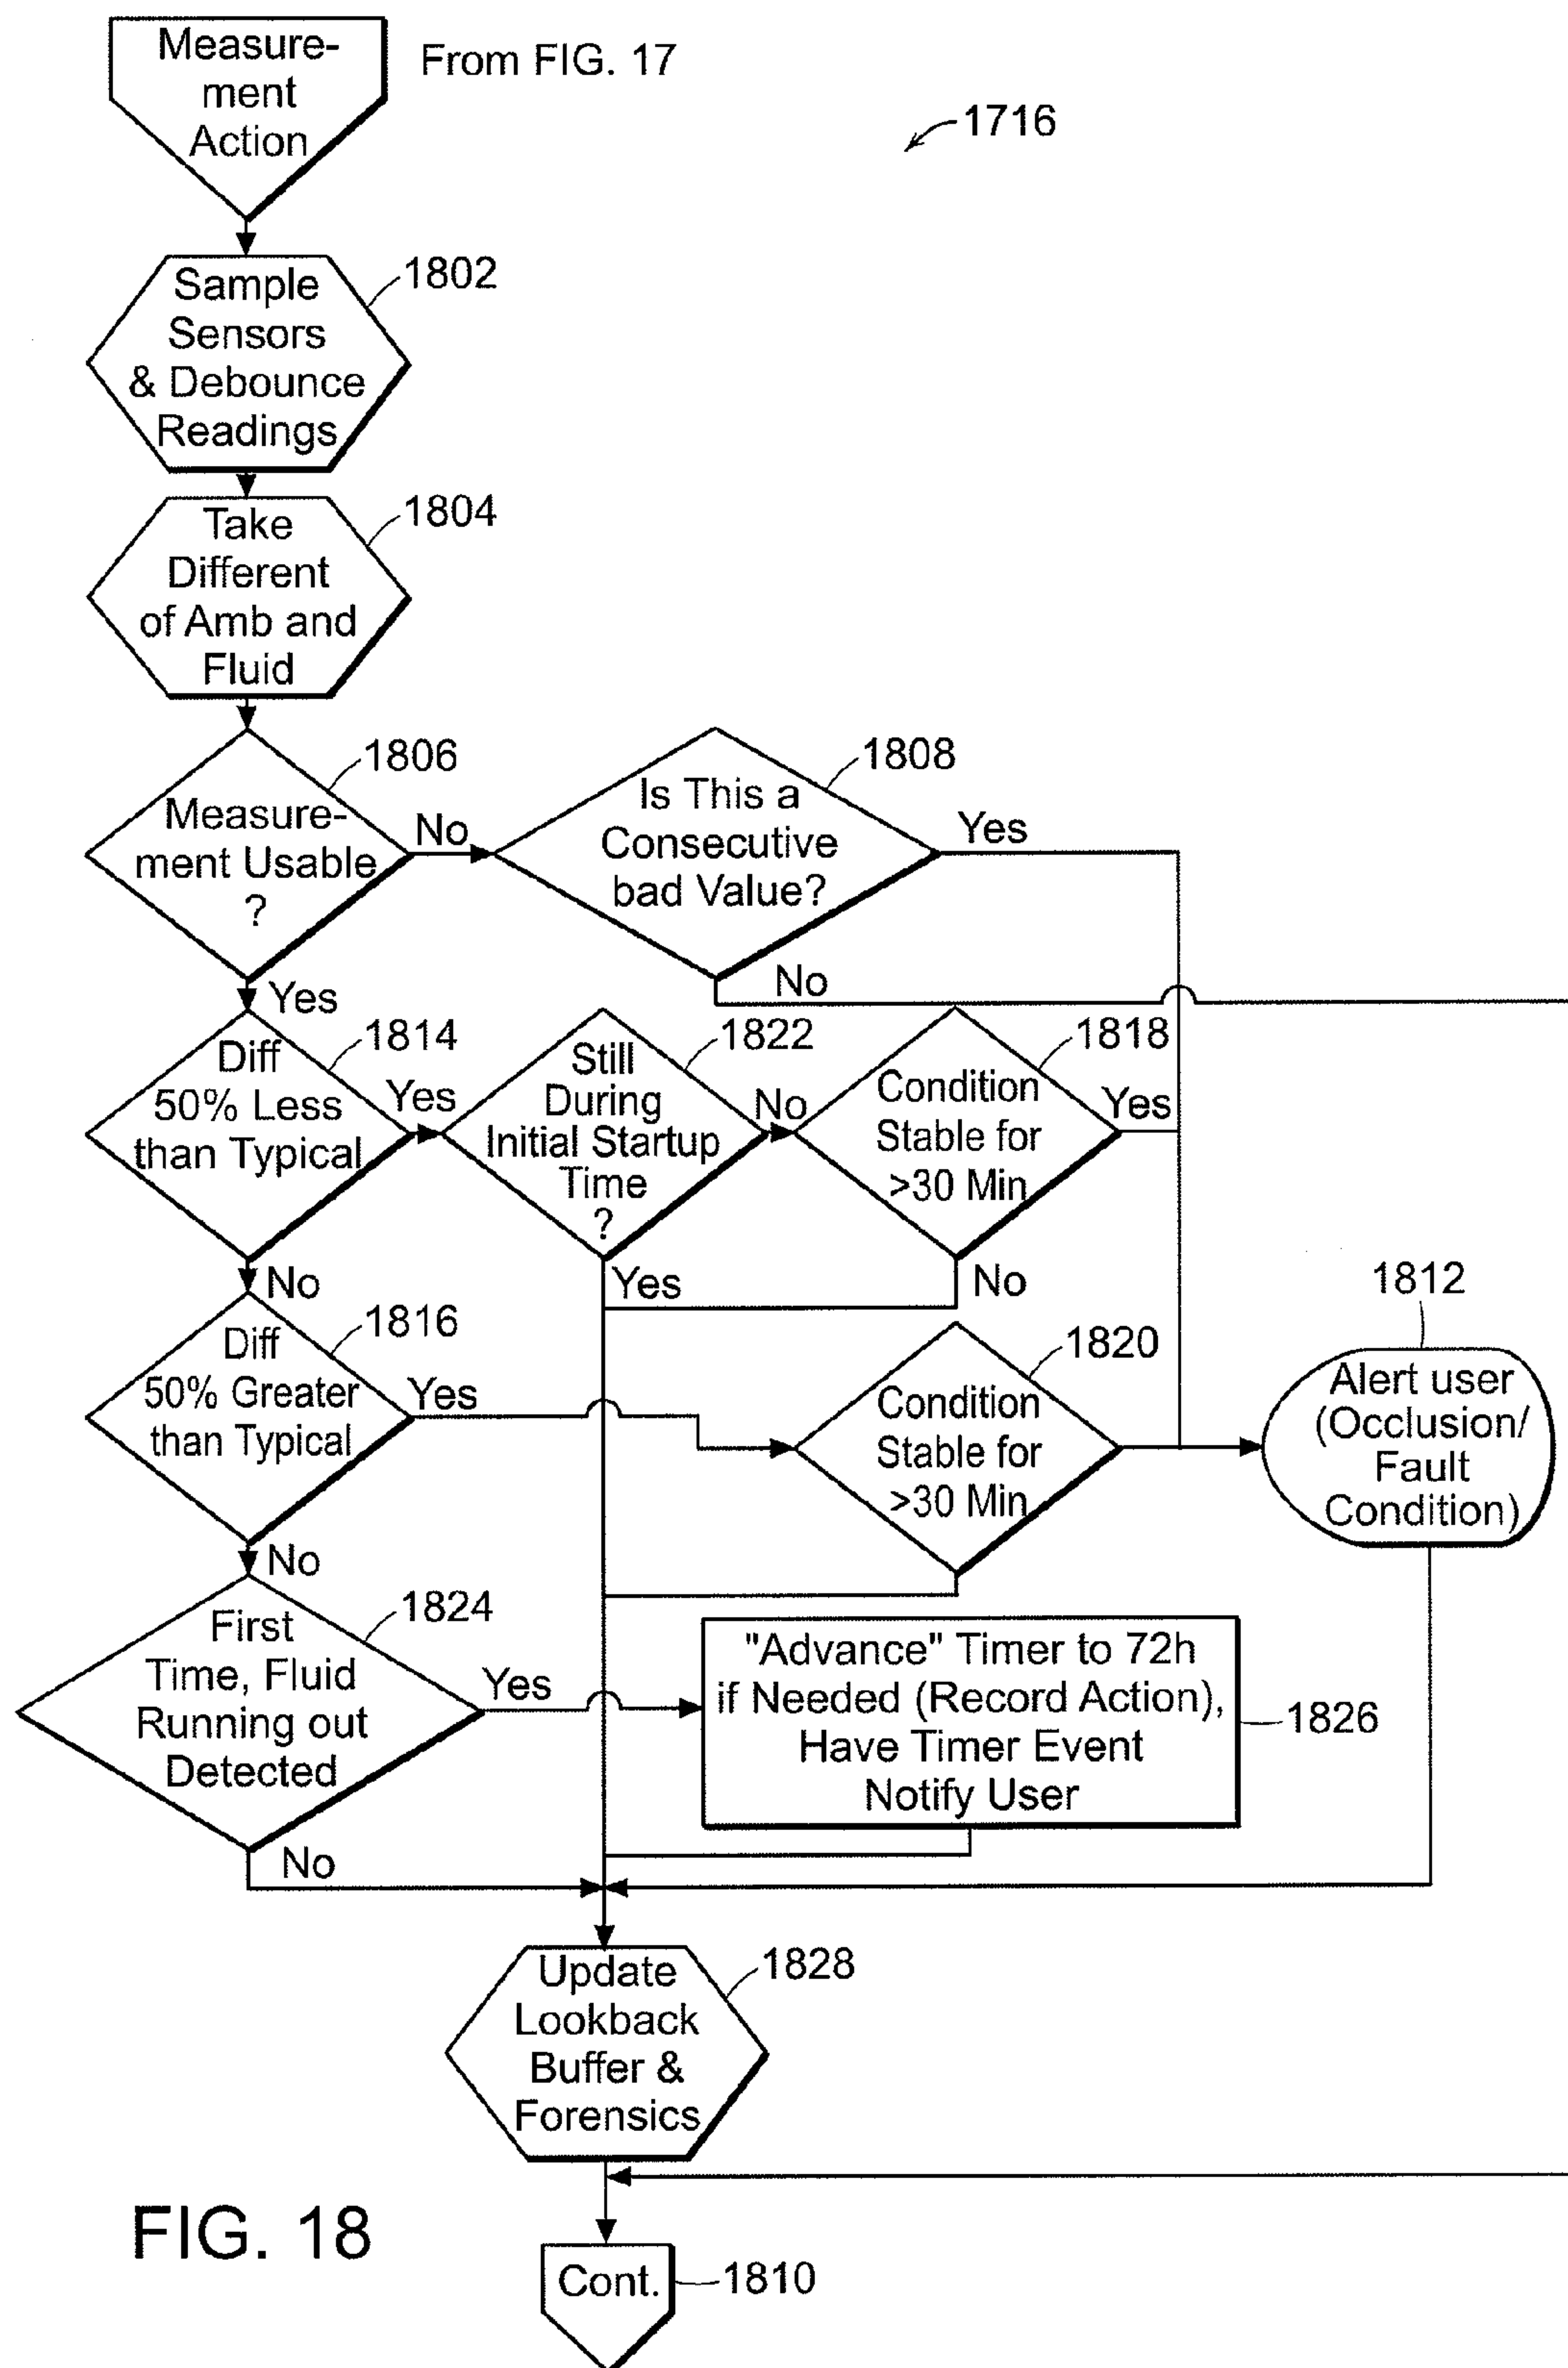 Measure-
ment
Action
From FIG. 17
1716
Sample
Sensors
& Debounce
Readings
1802
Take
Different
of Amb and
Fluid
1804
Measure-
ment Usable
?
1806
No
Is This a
Consecutive
bad Value?
1808
Yes
No
Yes
Diff
50% Less
than Typical
1814
Yes
Still
During
Initial Startup
Time
?
1822
No
Condition
Stable for
>30 Min
1818
Yes
No
Yes
No
Diff
50% Greater
than Typical
1816
Yes
Condition
Stable for
>30 Min
1820
Alert user
(Occlusion/
Fault
Condition)
1812
No
First
Time, Fluid
Running out
Detected
1824
Yes
"Advance" Timer to 72h
if Needed (Record Action),
Have Timer Event
Notify User
1826
No
Update
Lookback
Buffer &
Forensics
1828
FIG. 18
Cont.
1810